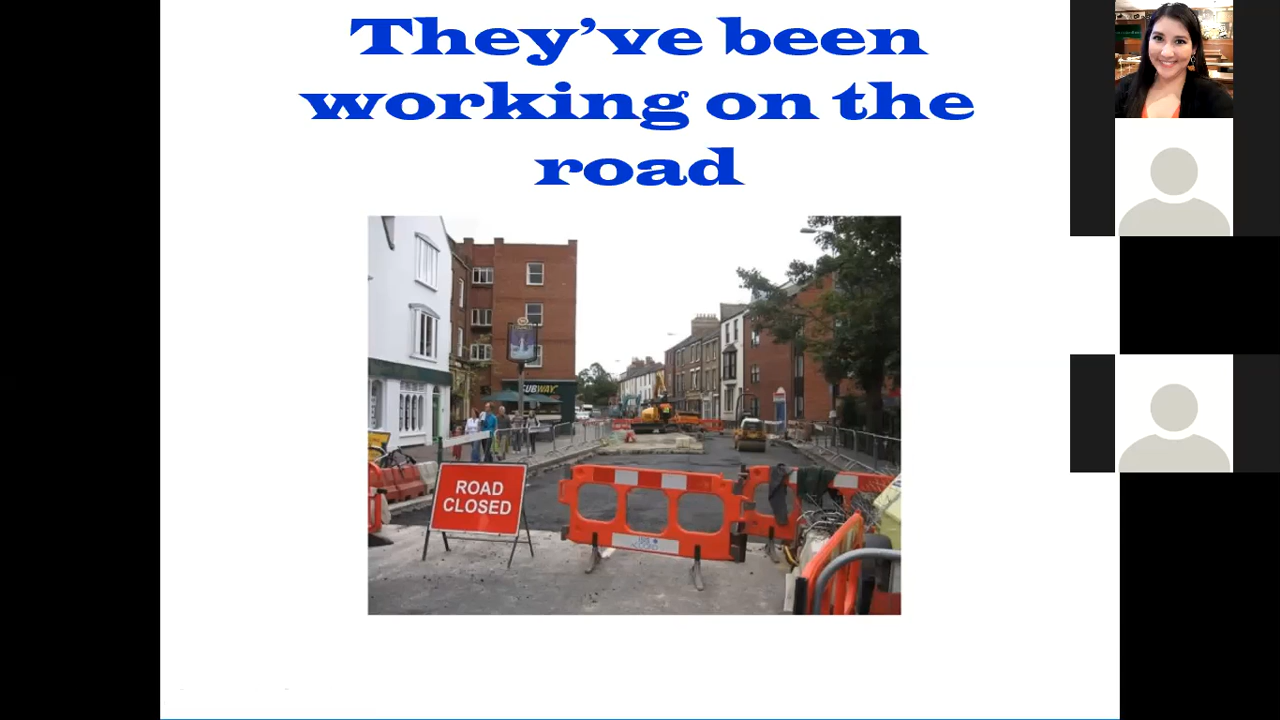 They've been
working on the
road
SUBWAY
ROAD
CLOSED